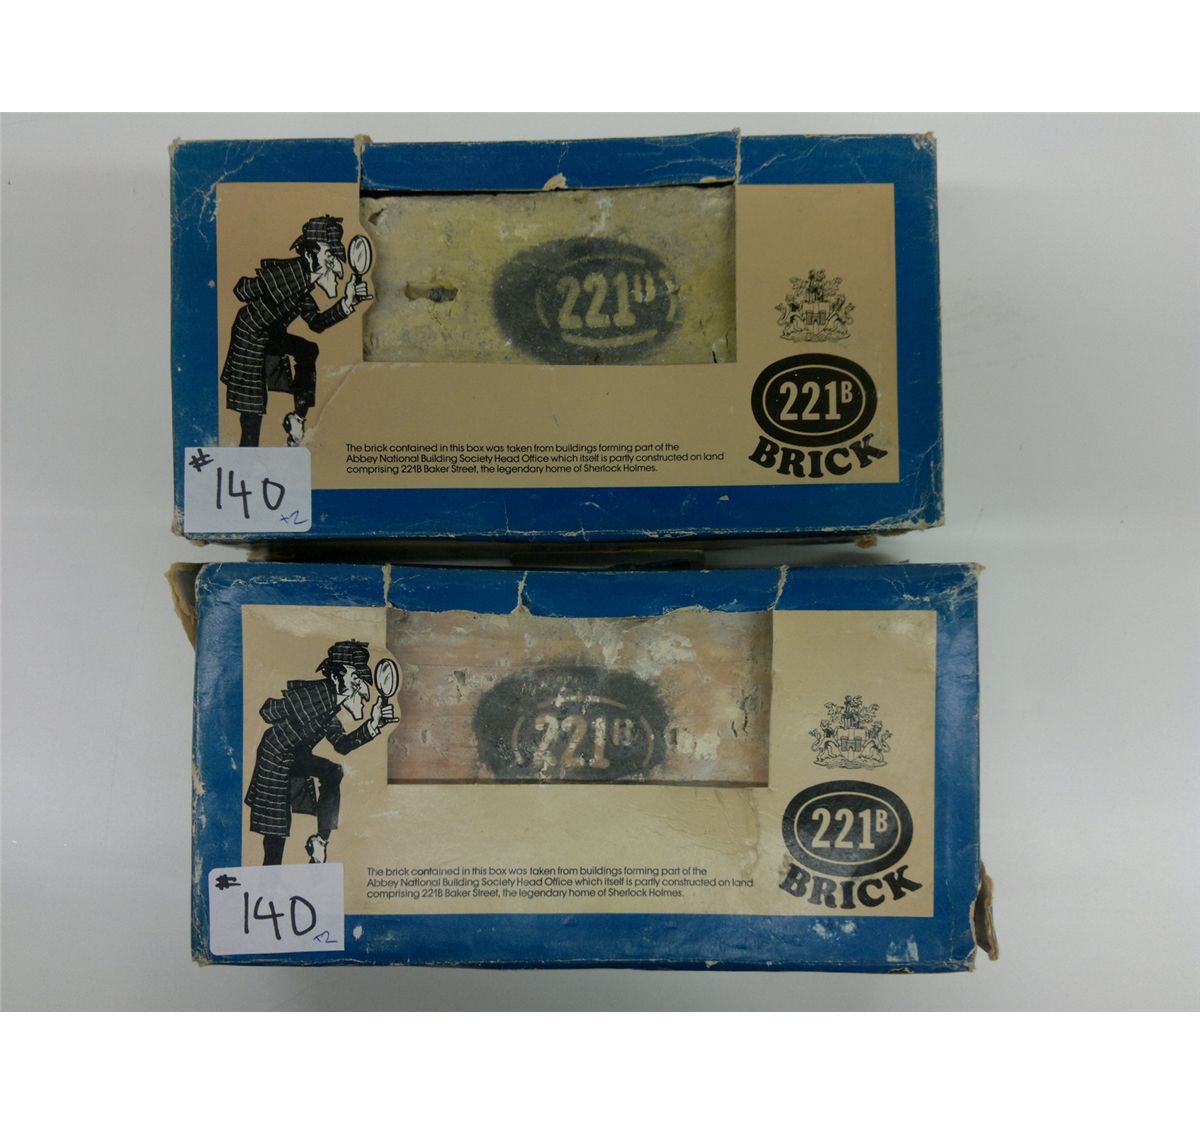 221B
221B
BRICK
The brick contained in this box was taken from buildings forming part of the
Abbey National Building Society Head Office which itself is partly constructed on land
comprising 221B Baker Street, the legendary home of Sherlock Holmes.
# 140
x2
221B
221B
BRICK
The brick contained in this box was taken from buildings forming part of the
Abbey National Building Society Head Office which itself is partly constructed on land
comprising 221B Baker Street, the legendary home of Sherlock Holmes.
# 140
x2